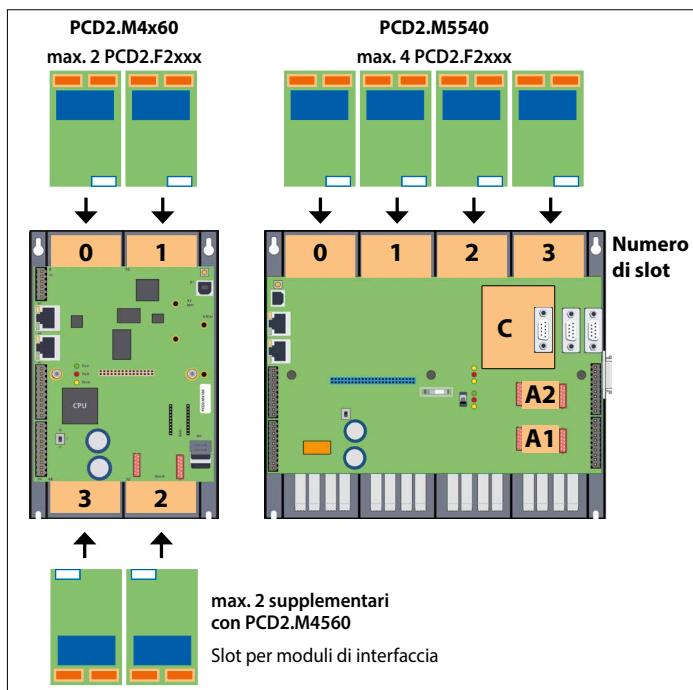 PCD2.M4x60
max. 2 PCD2.F2xxx
PCD2.M5540
max. 4 PCD2.F2xxx
0 1
0 1 2 3
Numero
di slot
C
CPU
A2
A1
3 2
max. 2 supplementari
con PCD2.M4560
Slot per moduli di interfaccia